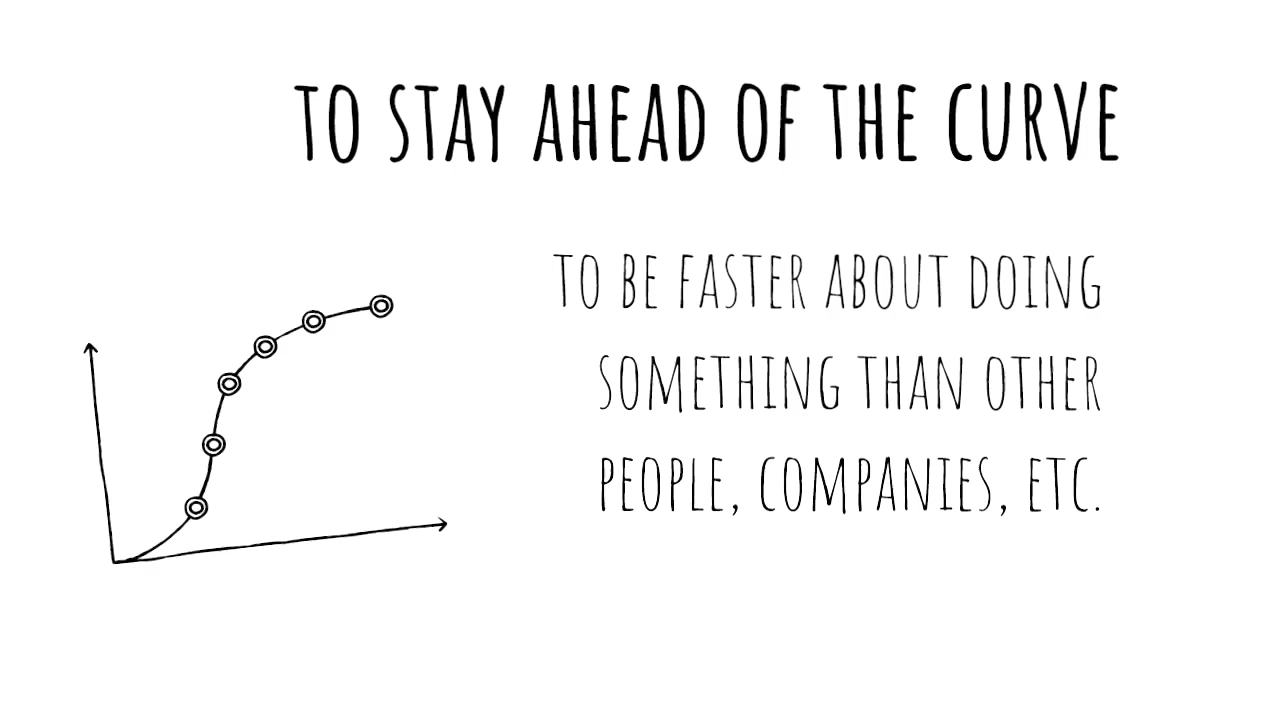 TO STAY AHEAD OF THE CURVE
TO BE FASTER ABOUT DOING
SOMETHING THAN OTHER
PEOPLE, COMPANIES, ETC.